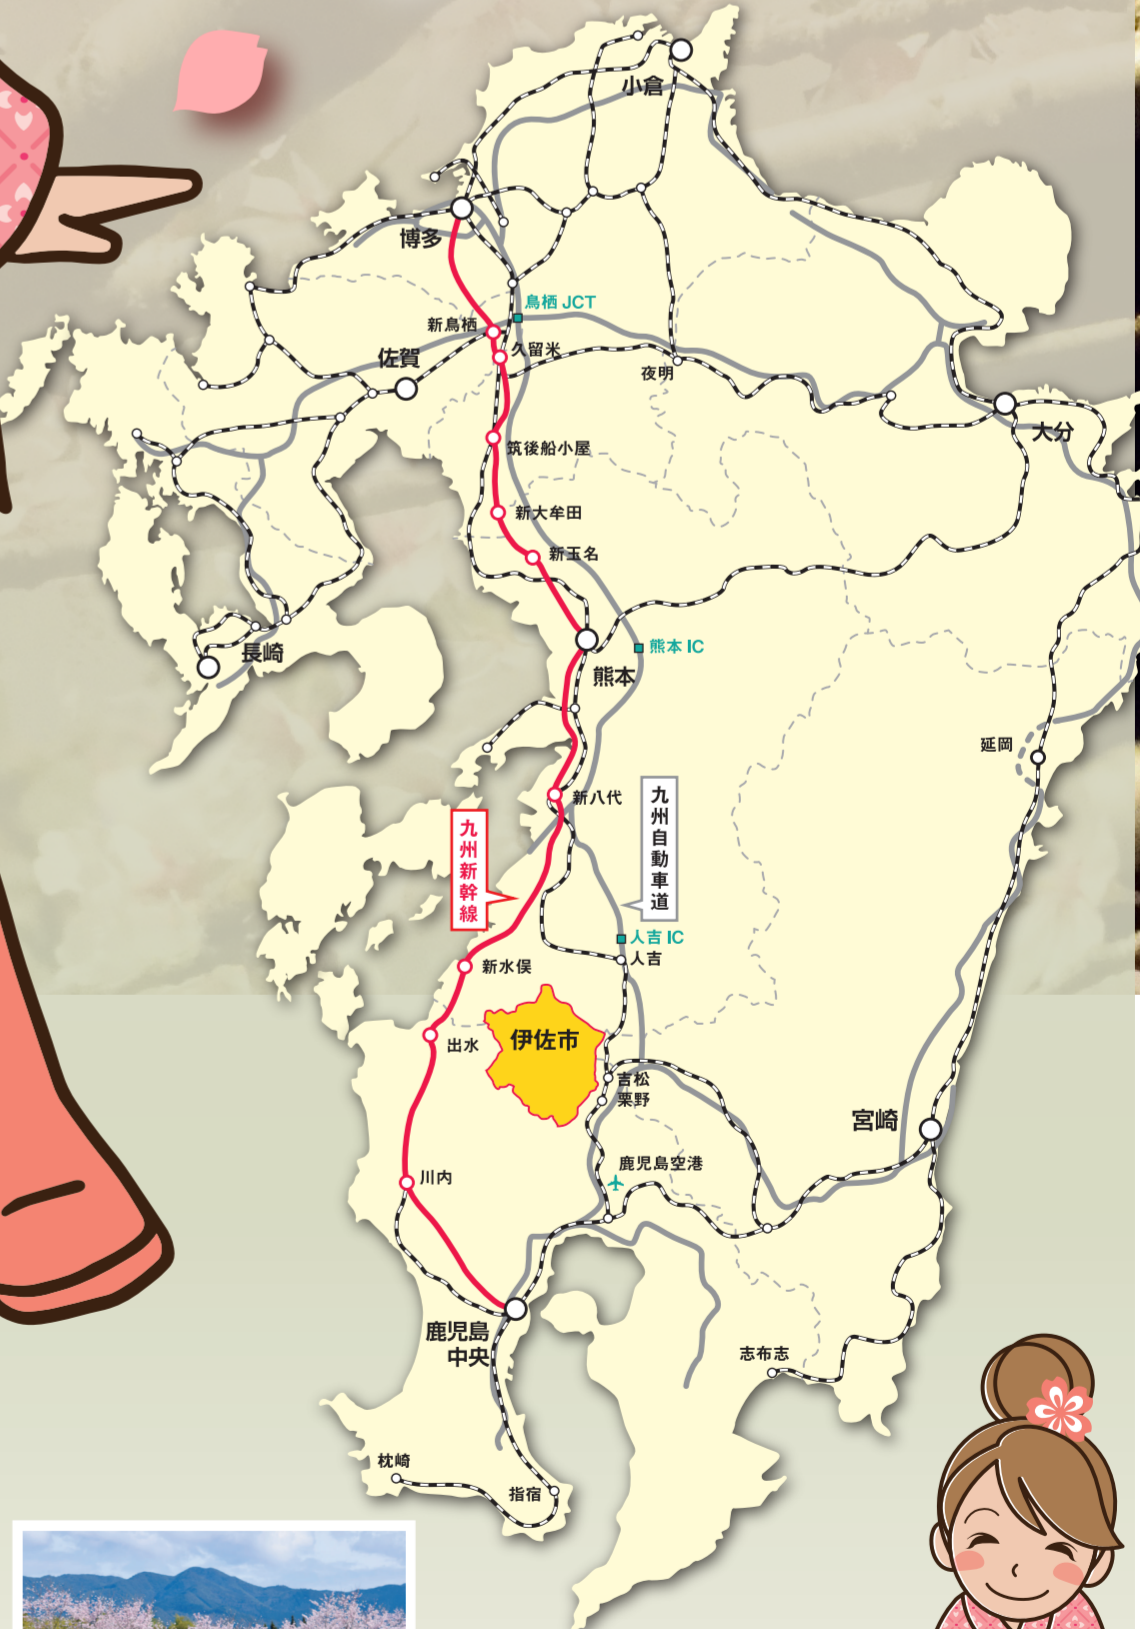 小倉
博多
鳥栖 JCT
新鳥栖
久留米
佐賀
夜明
大分
筑後船小屋
新大牟田
新玉名
熊本 IC
長崎
熊本
延岡
新八代
九州自動車道
九州新幹線
人吉 IC
人吉
新水俣
伊佐市
出水
吉松
栗野
宮崎
鹿児島空港
川内
鹿児島
中央
志布志
枕崎
指宿